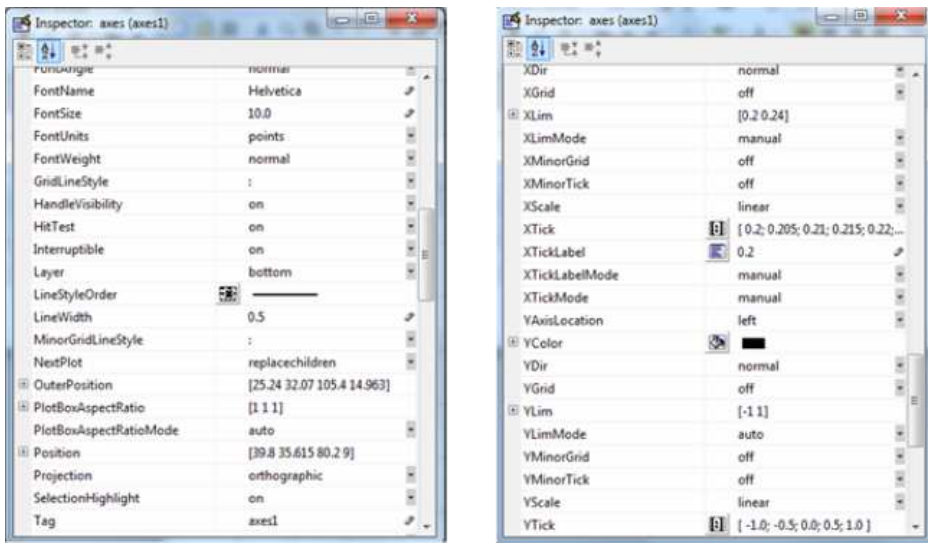 Inspector: axes (axes1)
FontAngle normal
FontName Helvetica
FontSize 10.0
FontUnits points
FontWeight normal
GridLineStyle :
HandleVisibility on
HitTest on
Interruptible on
Layer bottom
LineStyleOrder
LineWidth 0.5
MinorGridLineStyle :
NextPlot replacechildren
OuterPosition [25.24 32.07 105.4 14.963]
PlotBoxAspectRatio [1 1 1]
PlotBoxAspectRatioMode auto
Position [39.8 35.615 80.2 9]
Projection orthographic
SelectionHighlight on
Tag axes1
Inspector: axes (axes1)
XDir normal
XGrid off
XLim [0.2 0.24]
XLimMode manual
XMinorGrid off
XMinorTick off
XScale linear
XTick [ 0.2; 0.205; 0.21; 0.215; 0.22;...
XTickLabel 0.2
XTickLabelMode manual
XTickMode manual
YAxisLocation left
YColor
YDir normal
YGrid off
YLim [-1 1]
YLimMode auto
YMinorGrid off
YMinorTick off
YScale linear
YTick [ -1.0; -0.5; 0.0; 0.5; 1.0 ]